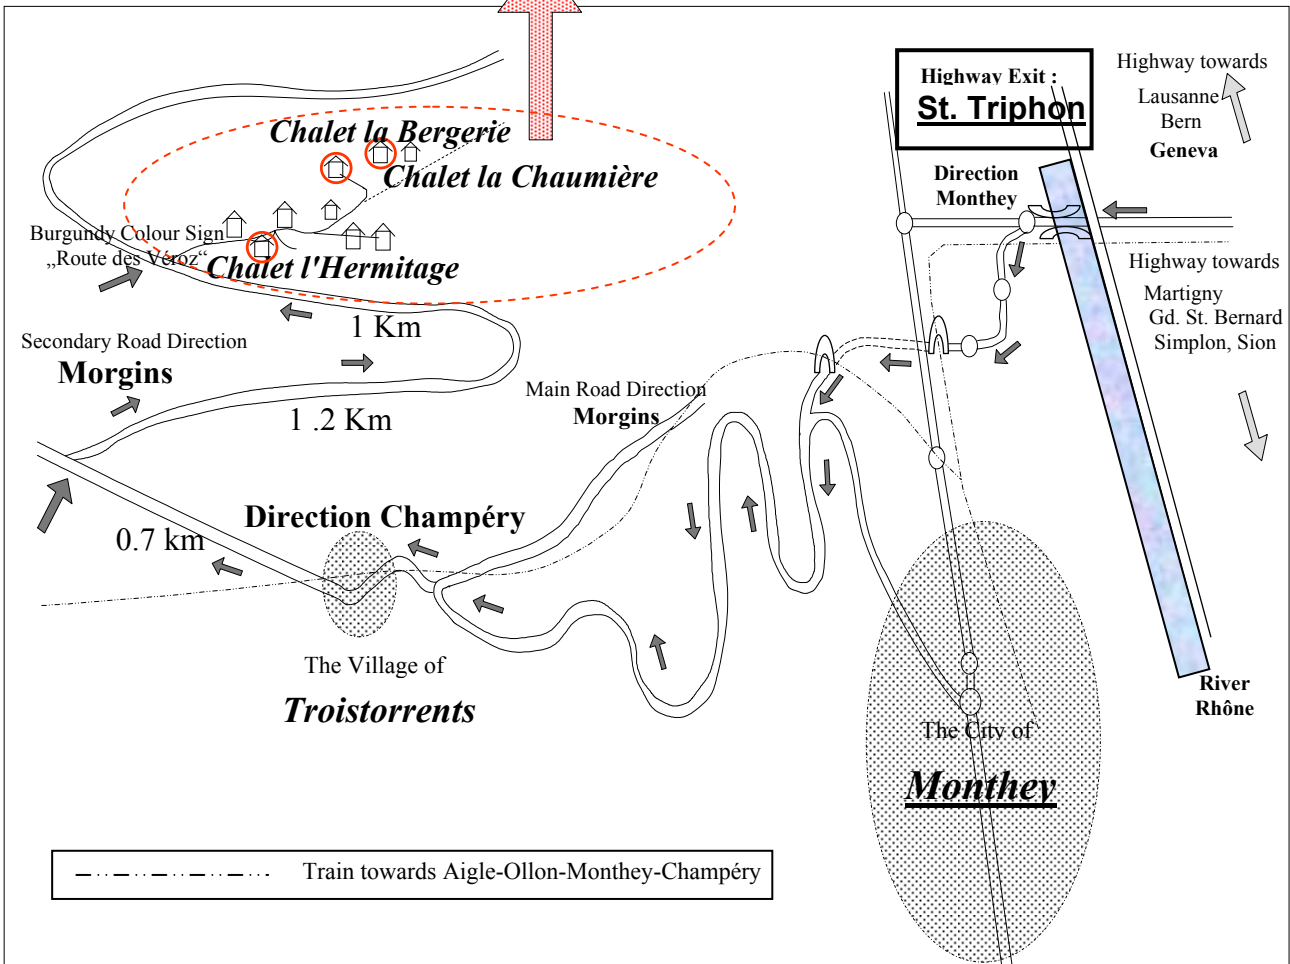 Highway Exit :
St. Triphon
Highway towards
Lausanne
Bern
Geneva
Chalet la Bergerie
Chalet la Chaumière
Direction
Monthey
Burgundy Colour Sign
„Route des Véroz“
Chalet l'Hermitage
Highway towards
Martigny
Gd. St. Bernard
Simplon, Sion
1 Km
Secondary Road Direction
Morgins
1 .2 Km
Main Road Direction
Morgins
Direction Champéry
0.7 km
The Village of
Troistorrents
River
Rhône
The City of
Monthey
Train towards Aigle-Ollon-Monthey-Champéry